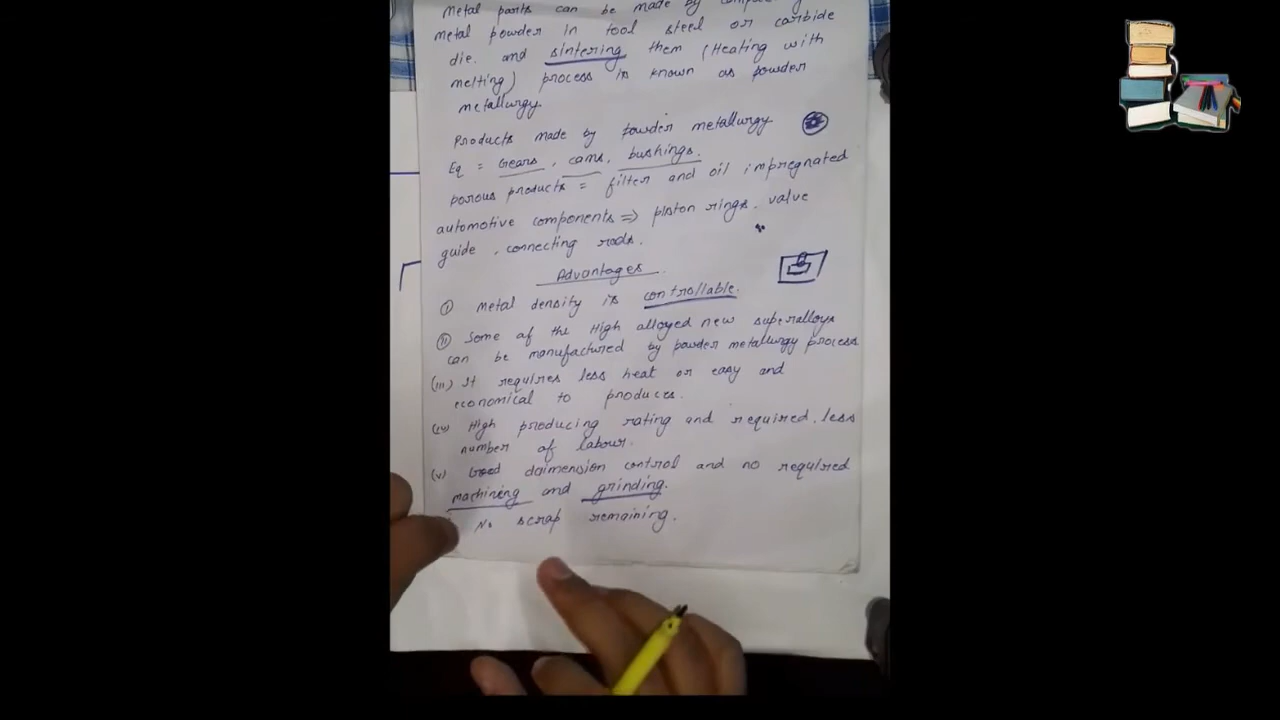 Metal parts can be made by
metal powder in tool steel or carbide
die. and sintering them (Heating with
melting) process is known as powder
metallurgy
Products made by powder metallurgy
Eg = Gears, cams, bushings.
porous products = filter and oil impregnated
automotive components => piston rings. valve
guide, connecting rods.
Advantages
(I) Metal density is controllable.
(II) Some of the High alloyed new superalloys
can be manufactured by powder metallurgy process
(III) It requires less heat or easy and
economical to produces.
(IV) High producing rating and required. less
number of labour.
(V) Good daimension control and no required
machining and grinding.
No scrap remaining.